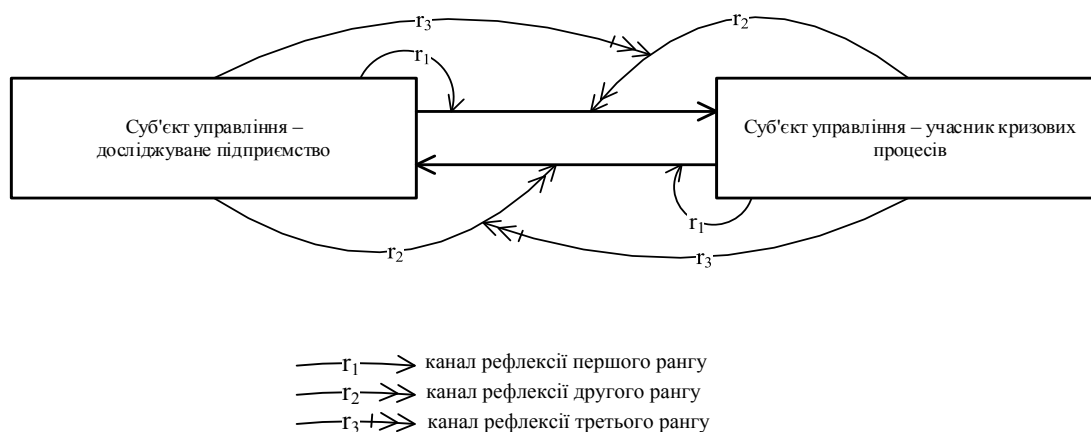 r3
r2
r1
Суб'єкт управління –
досліджуване підприємство
Суб'єкт управління – учасник кризових
процесів
r1
r2
r3
r1 канал рефлексії першого рангу
r2 канал рефлексії другого рангу
r3 канал рефлексії третього рангу